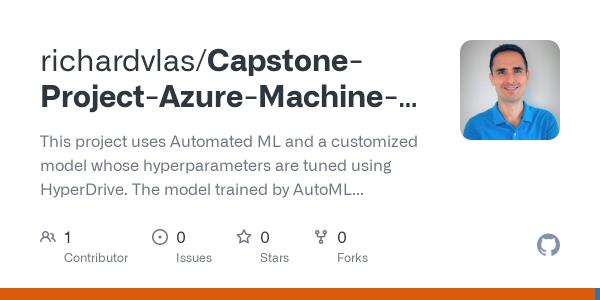 richardvlas/Capstone-
Project-Azure-Machine-...
This project uses Automated ML and a customized
model whose hyperparameters are tuned using
HyperDrive. The model trained by AutoML...
1 0 0 0
Contributor Issues Stars Forks